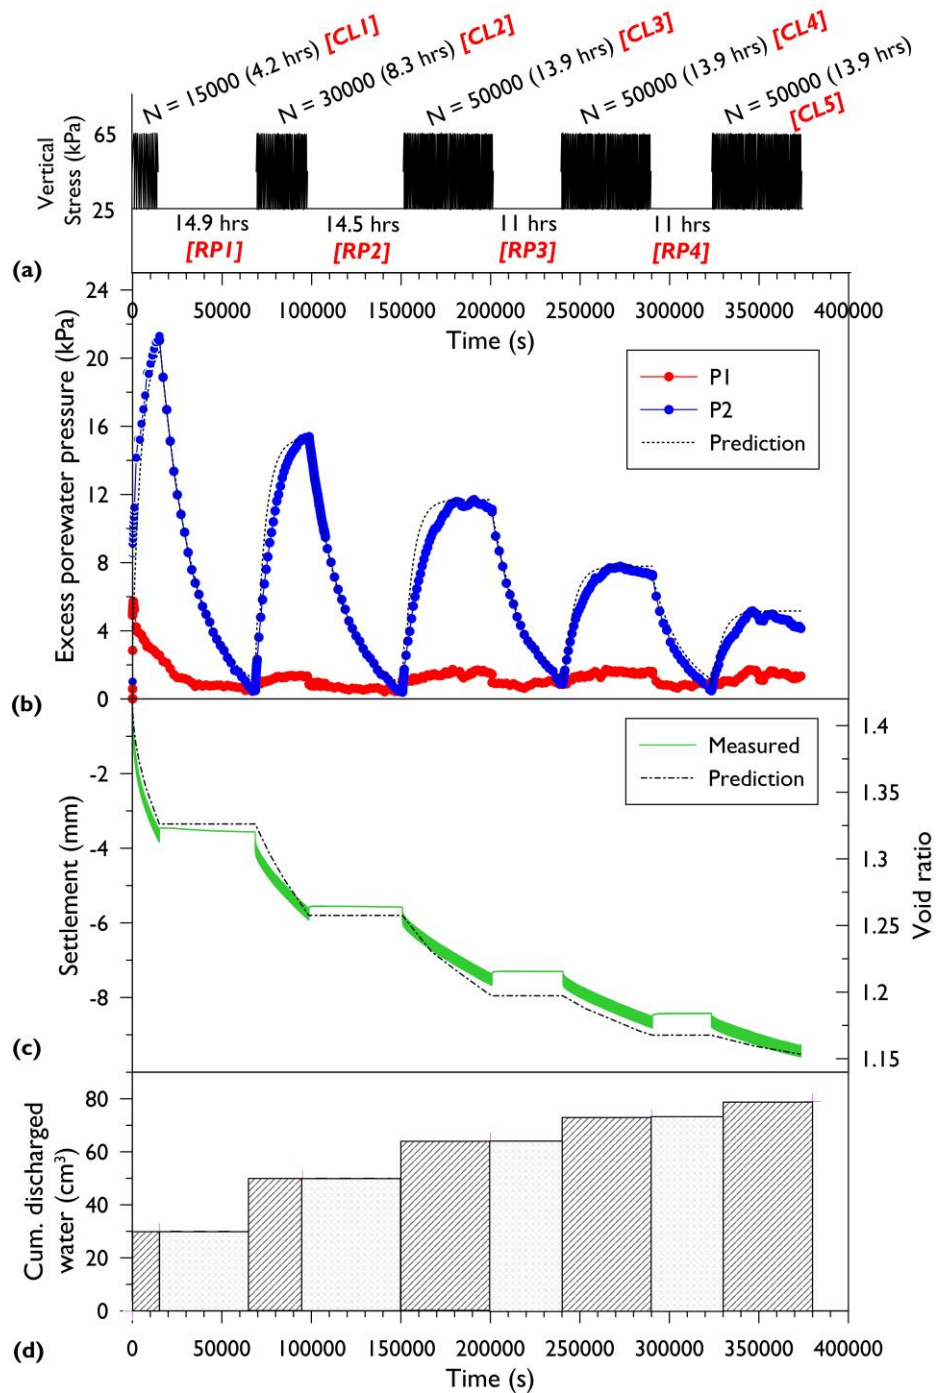 (a)
N = 15000 (4.2 hrs) [CL1]
N = 30000 (8.3 hrs) [CL2]
N = 50000 (13.9 hrs) [CL3]
N = 50000 (13.9 hrs) [CL4]
N = 50000 (13.9 hrs)
[CL5]
Vertical
Stress (kPa)
65
25
14.9 hrs
14.5 hrs
11 hrs
11 hrs
[RP1]
[RP2]
[RP3]
[RP4]
(a)
0 50000 100000 150000 200000 250000 300000 350000 400000
Time (s)
Excess porewater pressure (kPa)
24
20
16
12
8
4
0
P1
P2
Prediction
(b)
Settlement (mm)
-2
-4
-6
-8
Measured
Prediction
1.4
1.35
1.3
1.25
1.2
1.15
Void ratio
(c)
Cum. discharged
water (cm³)
80
60
40
20
0
0 50000 100000 150000 200000 250000 300000 350000 400000
Time (s)
(d)